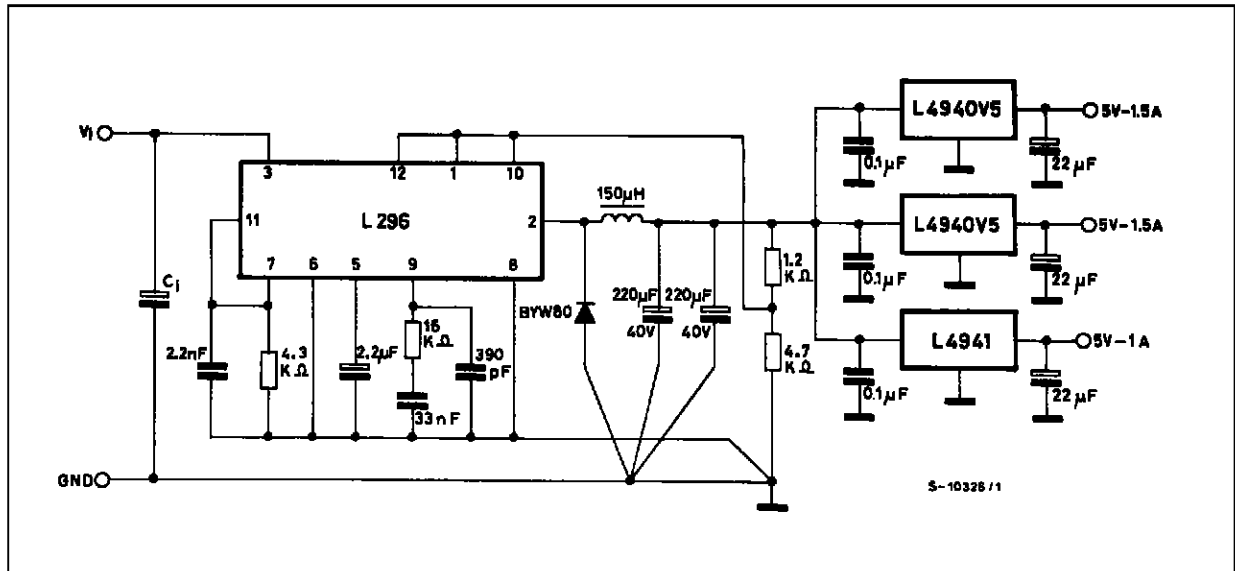 L4940V5
5V-1.5A
0.1µF
22µF
Vi
3
12
1
10
150µH
L296
11
2
L4940V5
5V-1.5A
0.1µF
22µF
7
6
5
9
8
1.2
KΩ
Ci
BYW80
220µF
40V
220µF
40V
L4941
5V-1A
2.2nF
4.3
KΩ
2.2µF
15
KΩ
390
pF
33nF
4.7
KΩ
0.1µF
22µF
GND
S-10326/1